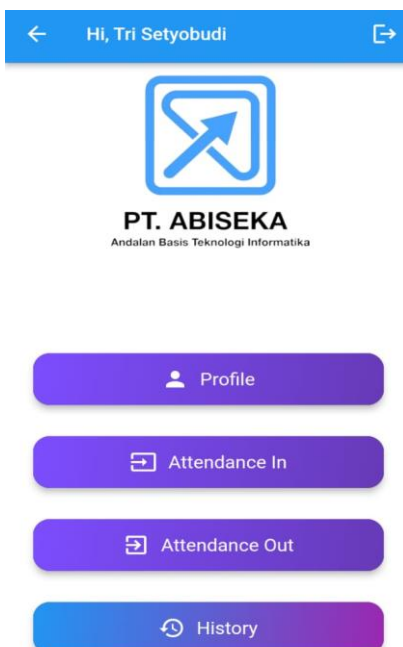 Hi, Tri Setyobudi
PT. ABISEKA
Andalan Basis Teknologi Informatika
Profile
Attendance In
Attendance Out
History